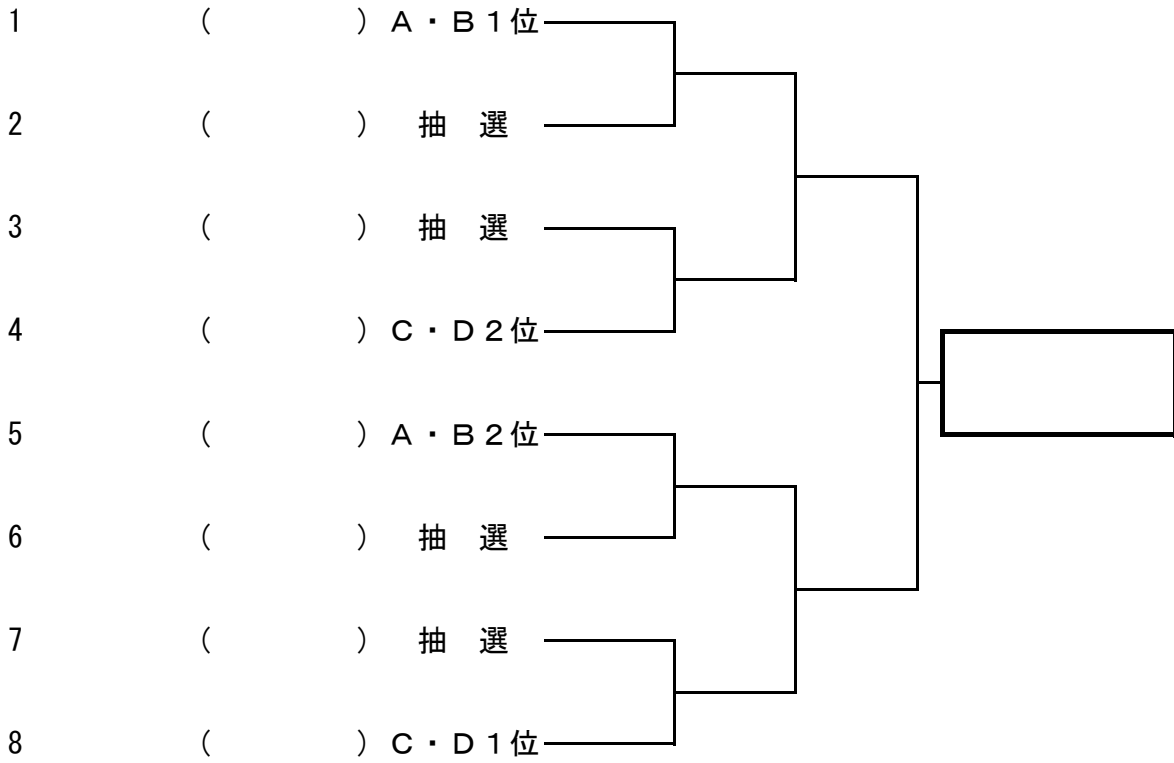 1 （ ） Ａ・Ｂ１位
2 （ ） 抽 選
3 （ ） 抽 選
4 （ ） Ｃ・Ｄ２位
5 （ ） Ａ・Ｂ２位
6 （ ） 抽 選
7 （ ） 抽 選
8 （ ） Ｃ・Ｄ１位